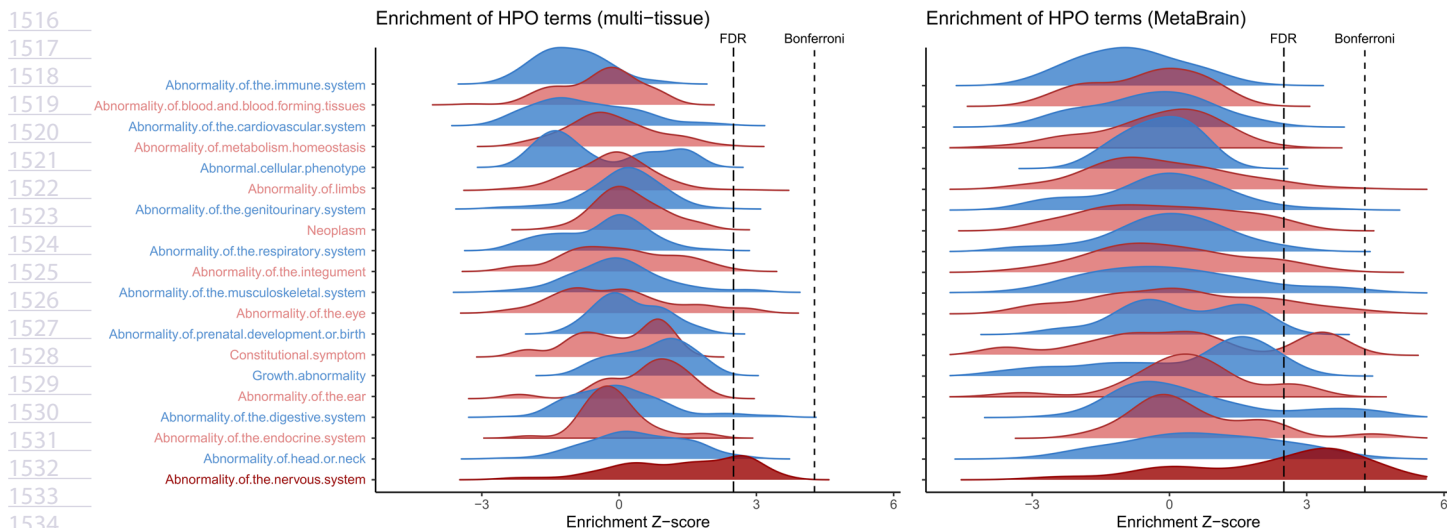 1516
Enrichment of HPO terms (multi−tissue)
Enrichment of HPO terms (MetaBrain)
FDR
Bonferroni
FDR
Bonferroni
1517
1518
Abnormality.of.the.immune.system
1519
Abnormality.of.blood.and.blood.forming.tissues
Abnormality.of.the.cardiovascular.system
1520
Abnormality.of.metabolism.homeostasis
1521
Abnormal.cellular.phenotype
1522
Abnormality.of.limbs
Abnormality.of.the.genitourinary.system
1523
Neoplasm
1524
Abnormality.of.the.respiratory.system
1525
Abnormality.of.the.integument
Abnormality.of.the.musculoskeletal.system
1526
Abnormality.of.the.eye
1527
Abnormality.of.prenatal.development.or.birth
1528
Constitutional.symptom
Growth.abnormality
1529
Abnormality.of.the.ear
1530
Abnormality.of.the.digestive.system
1531
Abnormality.of.the.endocrine.system
Abnormality.of.head.or.neck
1532
Abnormality.of.the.nervous.system
1533
−3 0 3 6
−3 0 3 6
1534
Enrichment Z−score
Enrichment Z−score